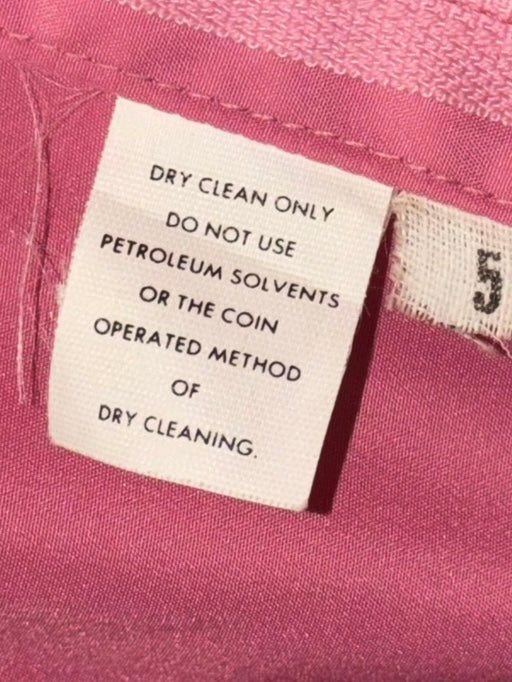 DRY CLEAN ONLY
DO NOT USE
PETROLEUM SOLVENTS
OR THE COIN
OPERATED METHOD
OF
DRY CLEANING.
5